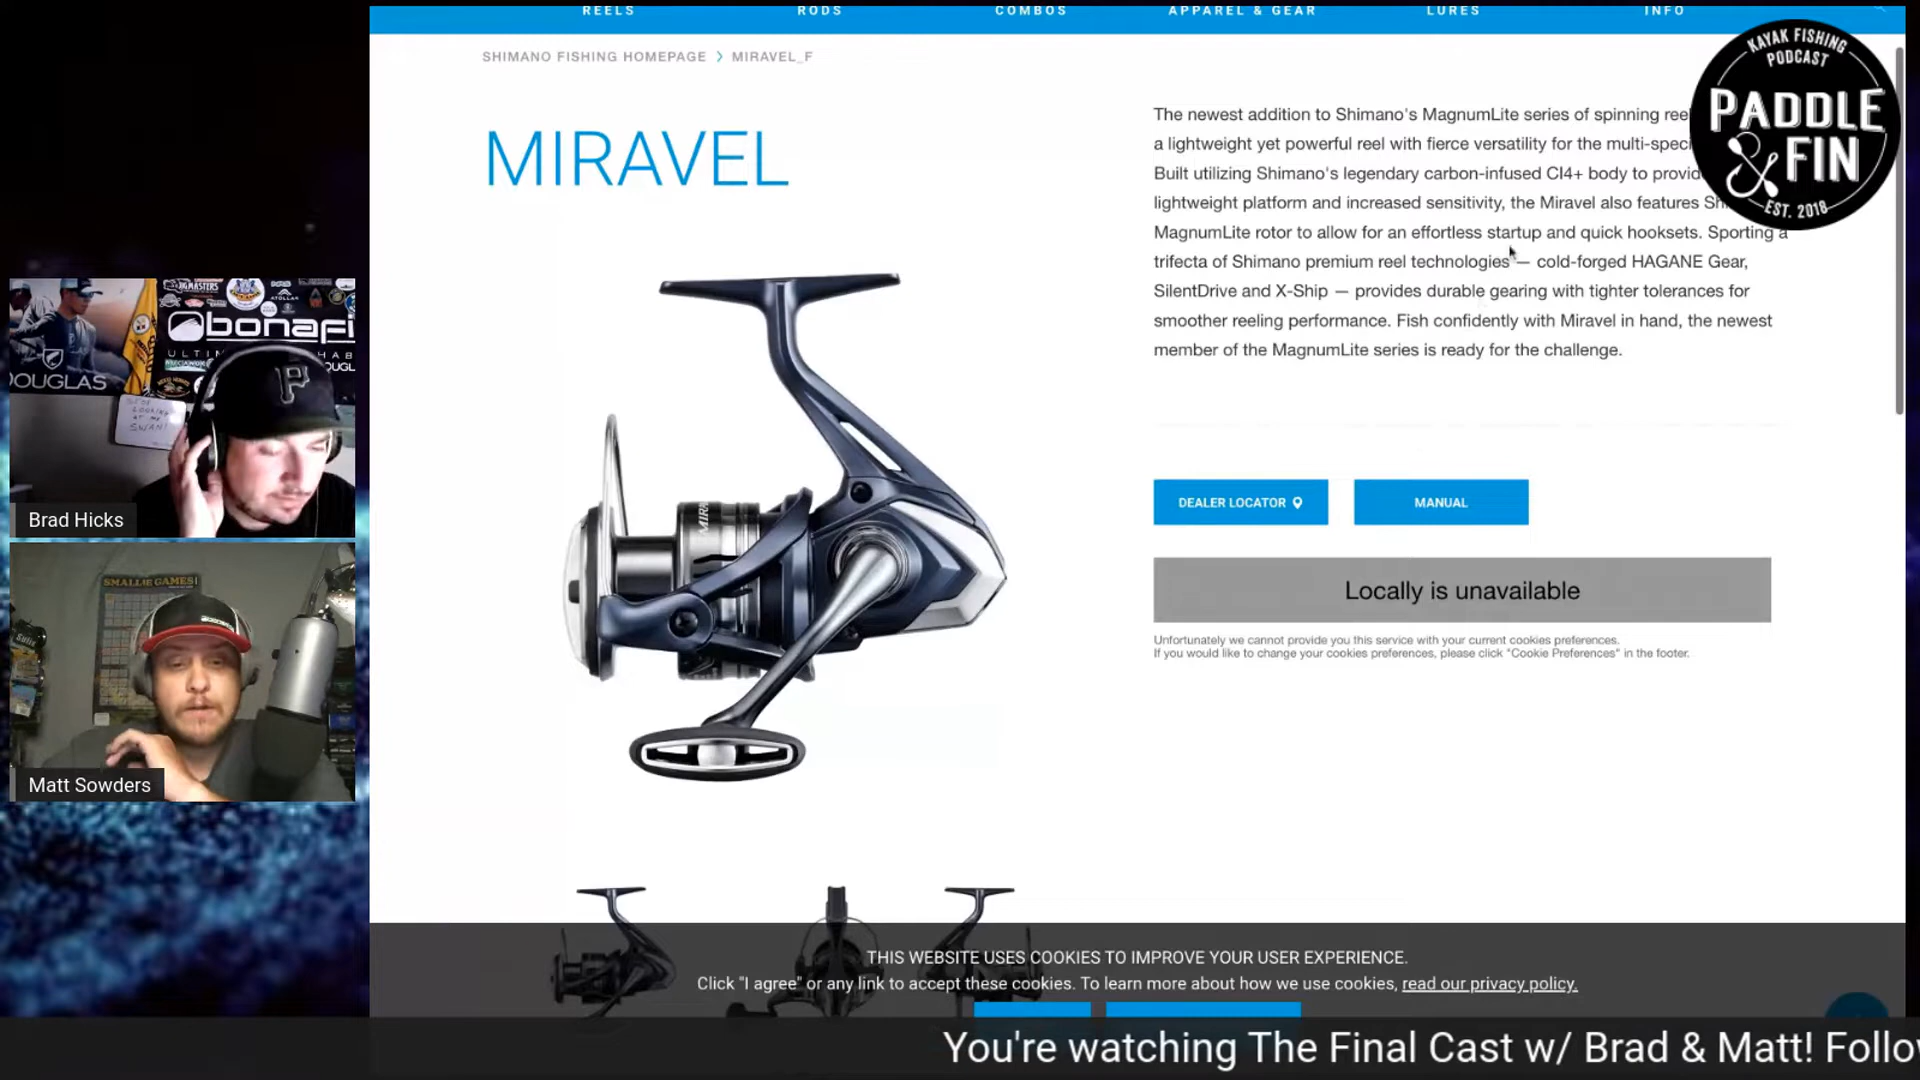 REELS
RODS
COMBOS
APPAREL & GEAR
LURES
INFO
SHIMANO FISHING HOMEPAGE > MIRAVEL_F
KAYAK FISHING
PODCAST
PADDLE
& FIN
EST. 2018
MIRAVEL
The newest addition to Shimano's MagnumLite series of spinning
a lightweight yet powerful reel with fierce versatility for the
Built utilizing Shimano's legendary carbon-infused CI4+ body to
lightweight platform and increased sensitivity, the Miravel also features
MagnumLite rotor to allow for an effortless startup and quick hooksets. Sporting a
trifecta of Shimano premium reel technologies — cold-forged HAGANE Gear,
SilentDrive and X-Ship — provides durable gearing with tighter tolerances for
smoother reeling performance. Fish confidently with Miravel in hand, the newest
member of the MagnumLite series is ready for the challenge.
DEALER LOCATOR
MANUAL
Locally is unavailable
Unfortunately we cannot provide you this service with your current cookies preferences.
If you would like to change your cookies preferences, please click "Cookie Preferences" in the footer.
bonafi
DOUGLAS
P
Brad Hicks
SMALLIE GAMES!
Matt Sowders
THIS WEBSITE USES COOKIES TO IMPROVE YOUR USER EXPERIENCE.
Click "I agree" or any link to accept these cookies. To learn more about how we use cookies, read our privacy policy.
You're watching The Final Cast w/ Brad & Matt! Follo